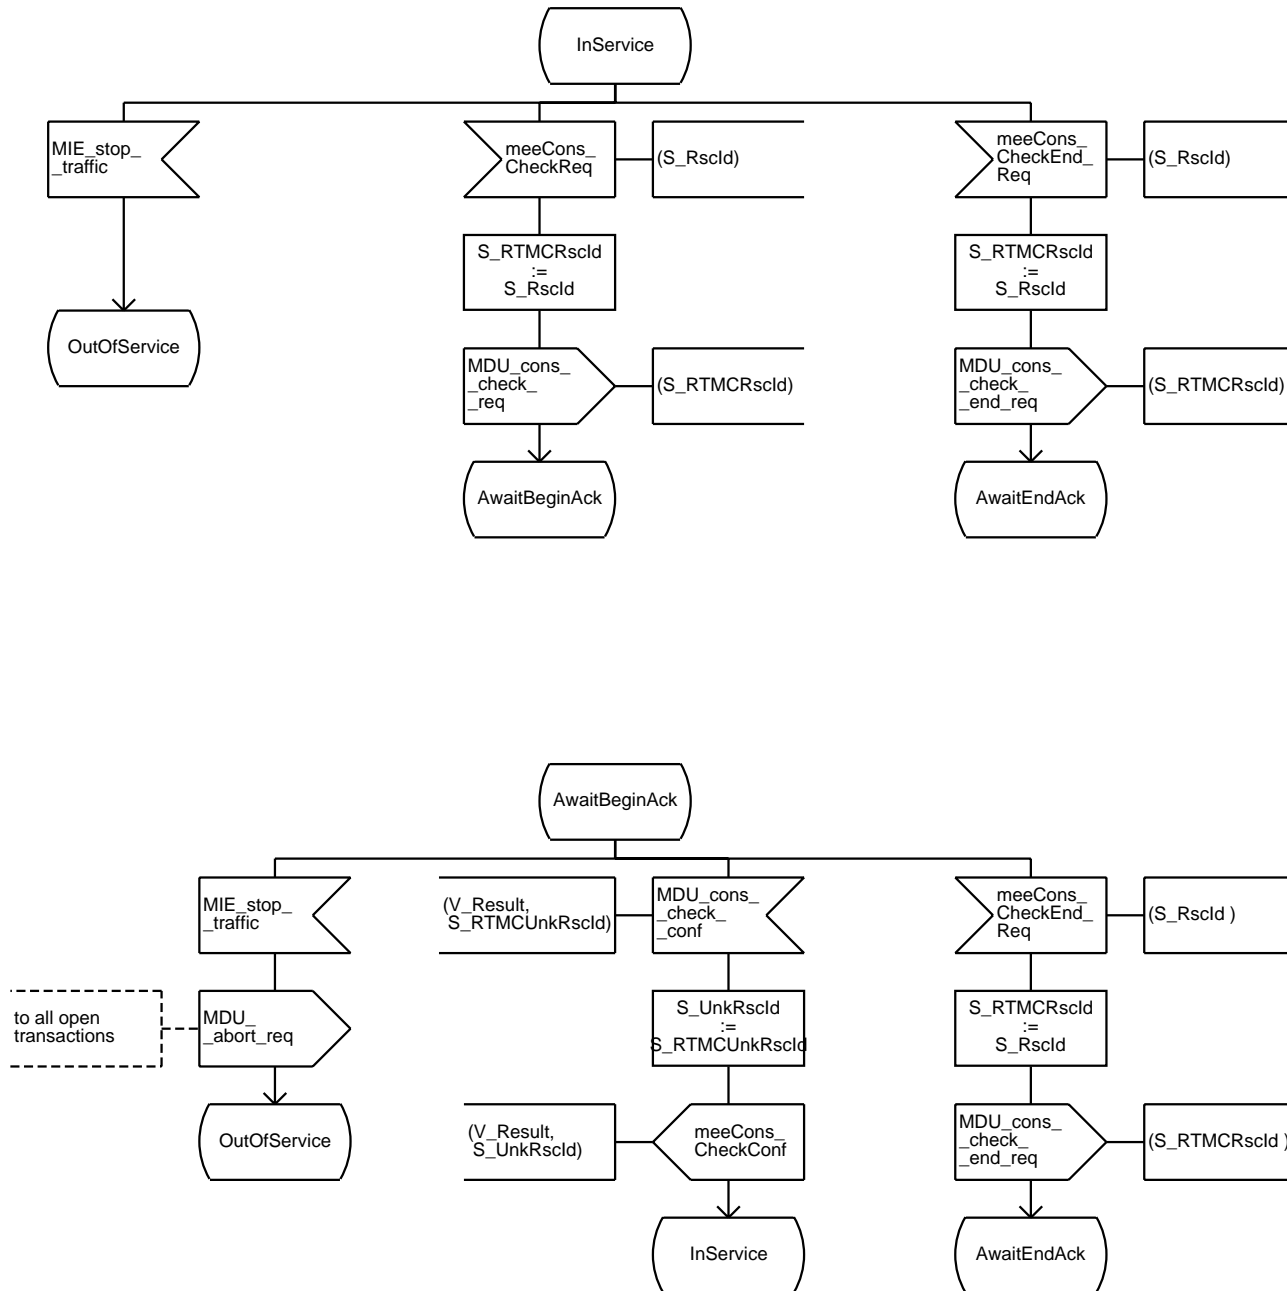 InService
MIE_stop_
_traffic
meeCons_
CheckReq
(S_RscId)
meeCons_
CheckEnd_
Req
(S_RscId)
S_RTMCRscId
:=
S_RscId
S_RTMCRscId
:=
S_RscId
OutOfService
MDU_cons_
_check_
_req
(S_RTMCRscId)
MDU_cons_
_check_
_end_req
(S_RTMCRscId)
AwaitBeginAck
AwaitEndAck
AwaitBeginAck
MIE_stop_
_traffic
(V_Result,
S_RTMCUnkRscId)
MDU_cons_
_check_
_conf
meeCons_
CheckEnd_
Req
(S_RscId )
to all open
transactions
MDU_
_abort_req
S_UnkRscId
:=
S_RTMCUnkRscId
S_RTMCRscId
:=
S_RscId
OutOfService
(V_Result,
S_UnkRscId)
meeCons_
CheckConf
MDU_cons_
_check_
_end_req
(S_RTMCRscId )
InService
AwaitEndAck